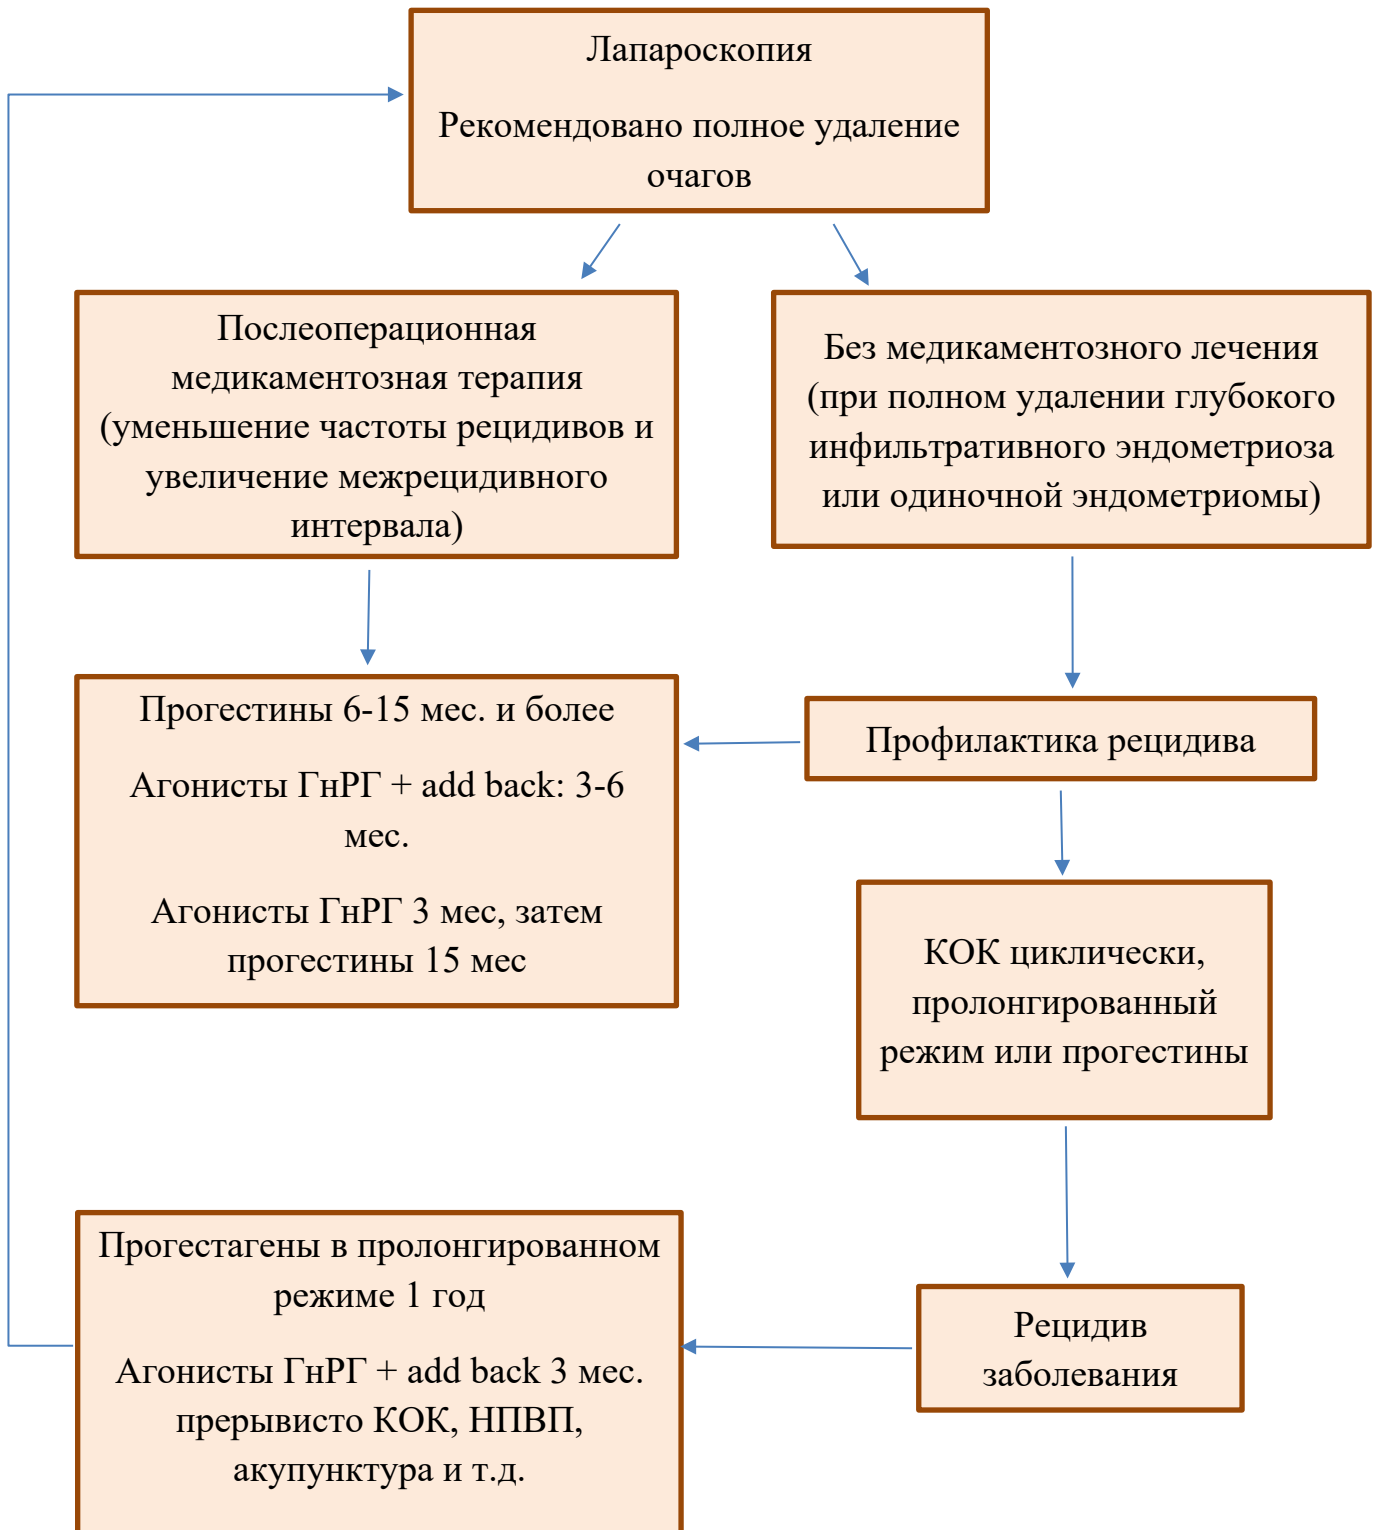 Лапароскопия
Рекомендовано полное удаление
очагов
Послеоперационная
медикаментозная терапия
(уменьшение частоты рецидивов и
увеличение межрецидивного
интервала)
Без медикаментозного лечения
(при полном удалении глубокого
инфильтративного эндометриоза
или одиночной эндометриомы)
Прогестины 6-15 мес. и более
Агонисты ГнРГ + add back: 3-6
мес.
Агонисты ГнРГ 3 мес, затем
прогестины 15 мес
Профилактика рецидива
КОК циклически,
пролонгированный
режим или прогестины
Прогестагены в пролонгированном
режиме 1 год
Агонисты ГнРГ + add back 3 мес.
прерывисто КОК, НПВП,
акупунктура и т.д.
Рецидив
заболевания